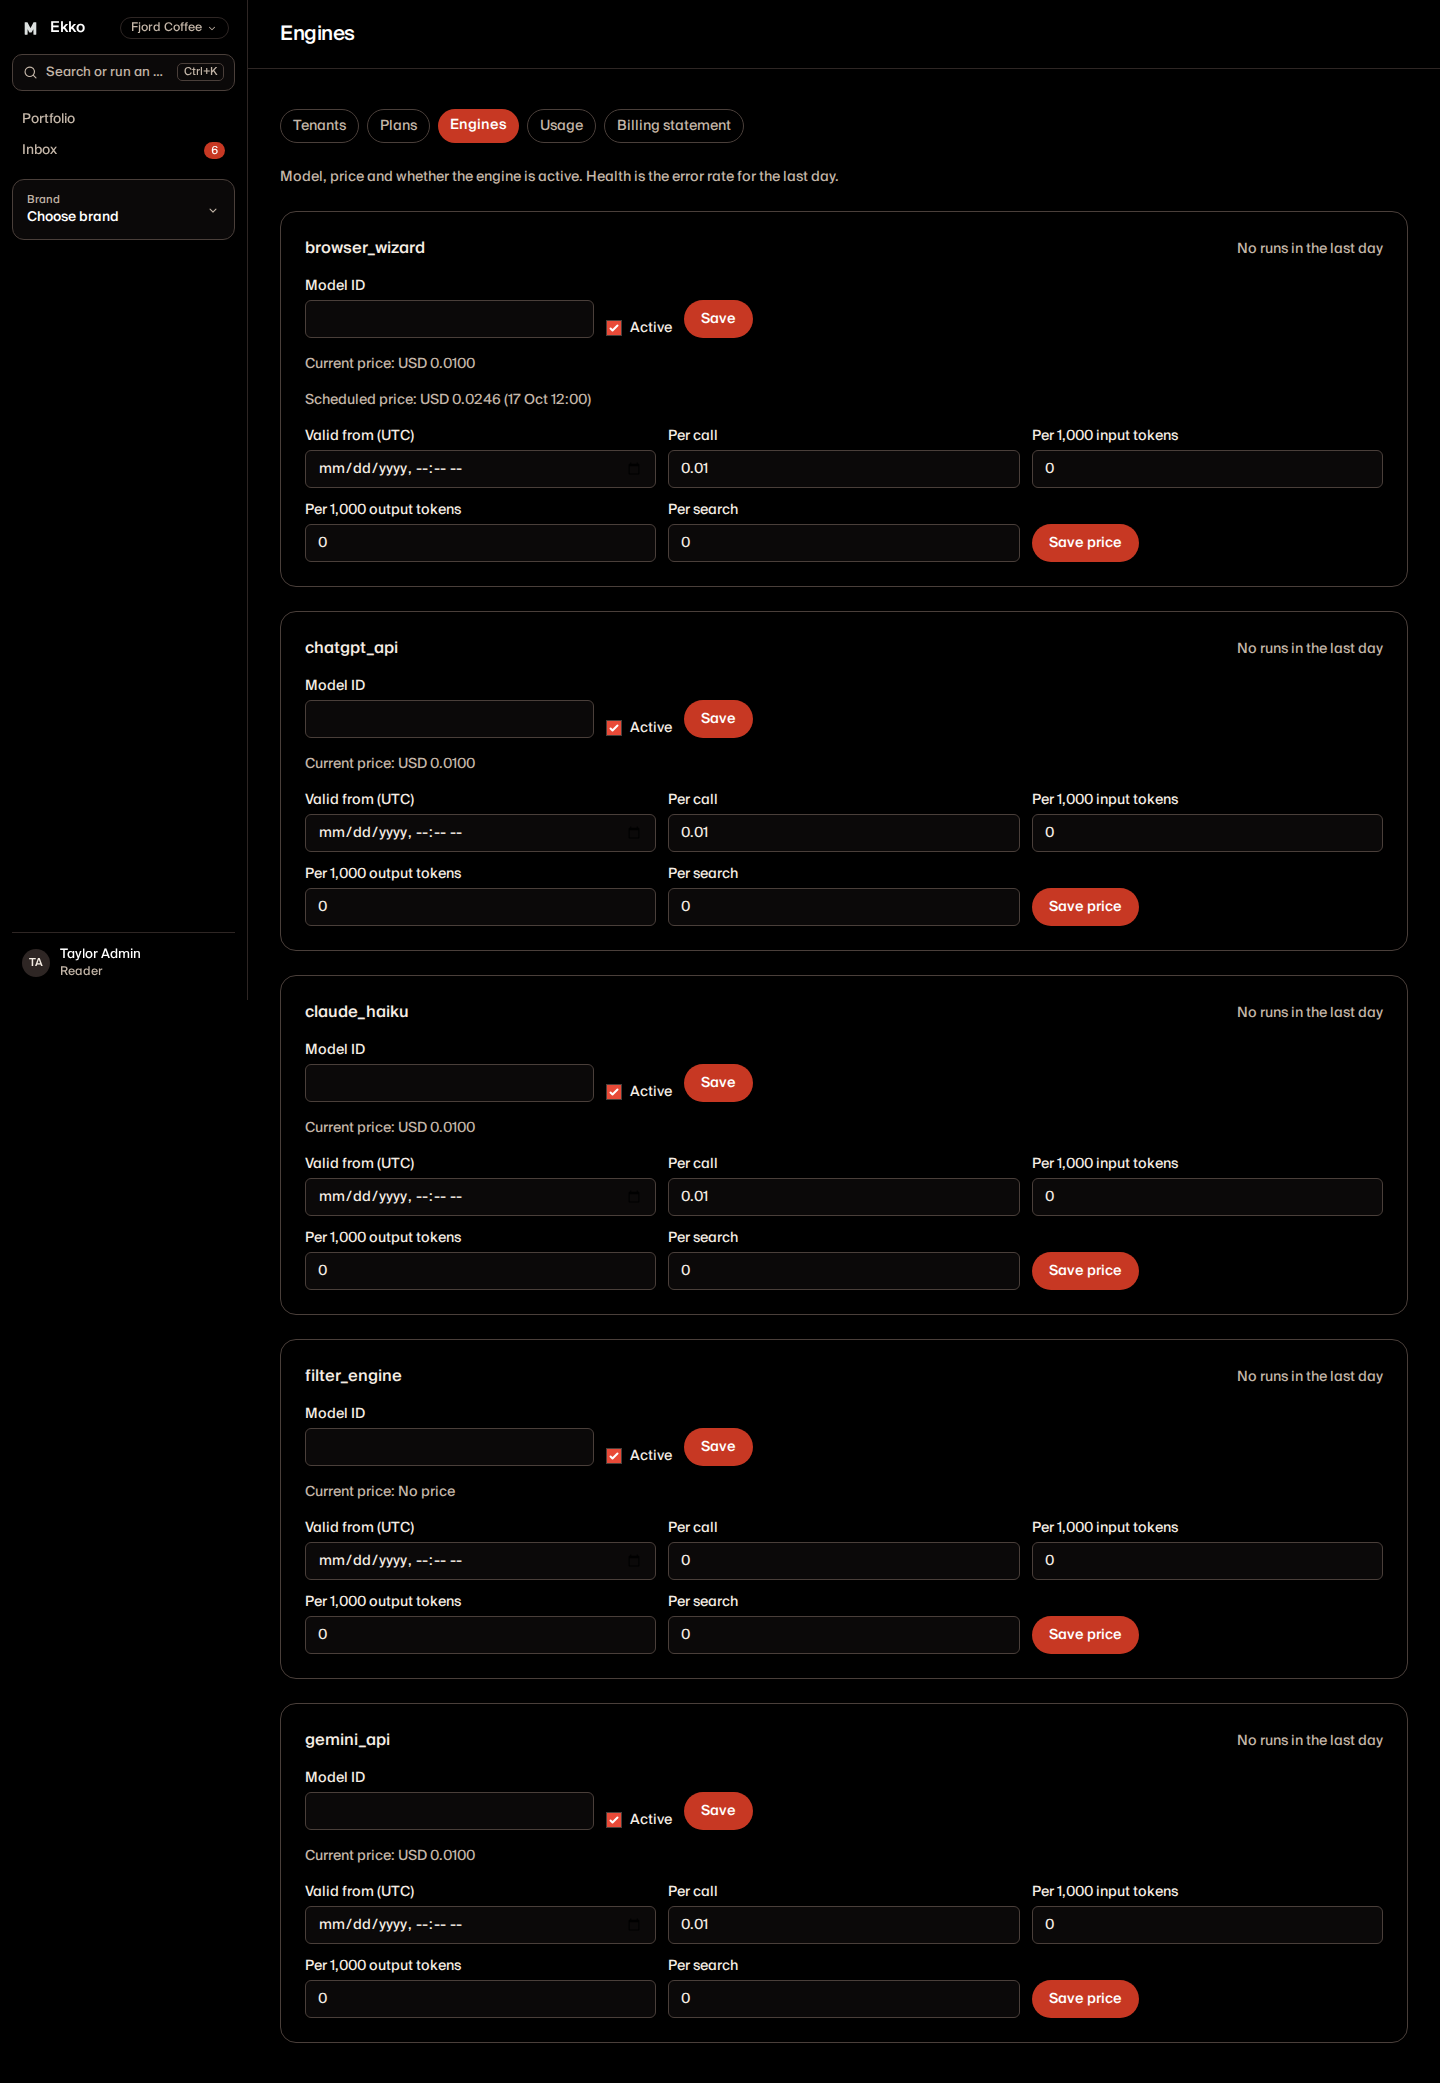 Ekko
Fjord Coffee
Search or run an ...
Ctrl+K
Portfolio
Inbox
6
Brand
Choose brand
Taylor Admin
TA
Reader
Engines
Tenants
Plans
Engines
Usage
Billing statement
Model, price and whether the engine is active. Health is the error rate for the last day.
browser_wizard
No runs in the last day
Model ID
Active
Save
Current price: USD 0.0100
Scheduled price: USD 0.0246 (17 Oct 12:00)
Valid from (UTC)
Per call
Per 1,000 input tokens
mm/dd/yyyy, --:-- --
0.01
0
Per 1,000 output tokens
Per search
0
0
Save price
chatgpt_api
No runs in the last day
Model ID
Active
Save
Current price: USD 0.0100
Valid from (UTC)
Per call
Per 1,000 input tokens
mm/dd/yyyy, --:-- --
0.01
0
Per 1,000 output tokens
Per search
0
0
Save price
claude_haiku
No runs in the last day
Model ID
Active
Save
Current price: USD 0.0100
Valid from (UTC)
Per call
Per 1,000 input tokens
mm/dd/yyyy, --:-- --
0.01
0
Per 1,000 output tokens
Per search
0
0
Save price
filter_engine
No runs in the last day
Model ID
Active
Save
Current price: No price
Valid from (UTC)
Per call
Per 1,000 input tokens
mm/dd/yyyy, --:-- --
0
0
Per 1,000 output tokens
Per search
0
0
Save price
gemini_api
No runs in the last day
Model ID
Active
Save
Current price: USD 0.0100
Valid from (UTC)
Per call
Per 1,000 input tokens
mm/dd/yyyy, --:-- --
0.01
0
Per 1,000 output tokens
Per search
0
0
Save price